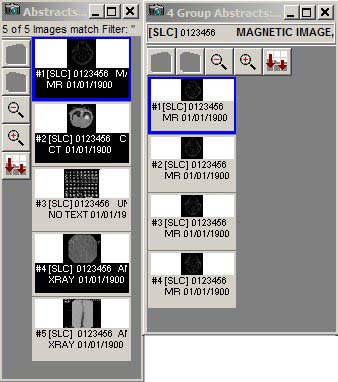 Abstracts:
5 of 5 Images match Filter: "
#1 [SLC] 0123456 MA
MR 01/01/1900
#2 [SLC] 0123456 C
CT 01/01/1900
#3 [SLC] 0123456 UN
NO TEXT 01/01/19
#4 [SLC] 0123456 AN
XRAY 01/01/1900
#5 [SLC] 0123456 AN
XRAY 01/01/1900
4 Group Abstracts:
[SLC] 0123456 MAGNETIC IMAGE,
#1 [SLC] 0123456
MR 01/01/1900
#2 [SLC] 0123456
MR 01/01/1900
#3 [SLC] 0123456
MR 01/01/1900
#4 [SLC] 0123456
MR 01/01/1900